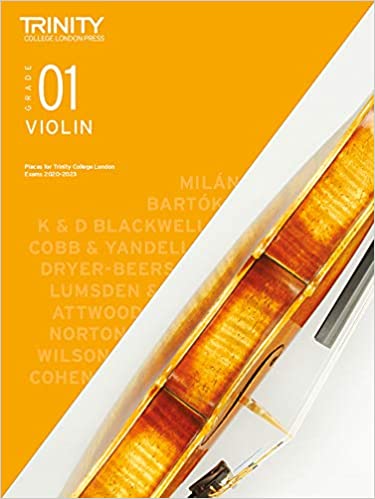 TRINITY
COLLEGE LONDON PRESS
GRADE
01
VIOLIN
Pieces for Trinity College London
Exams 2020–2023
MILÁN
BARTÓK
K & D BLACKWELL
COBB & YANDELL
DRYER-BEERS
LUMSDEN &
ATTWOOD
NORTON
WILSON
COHEN